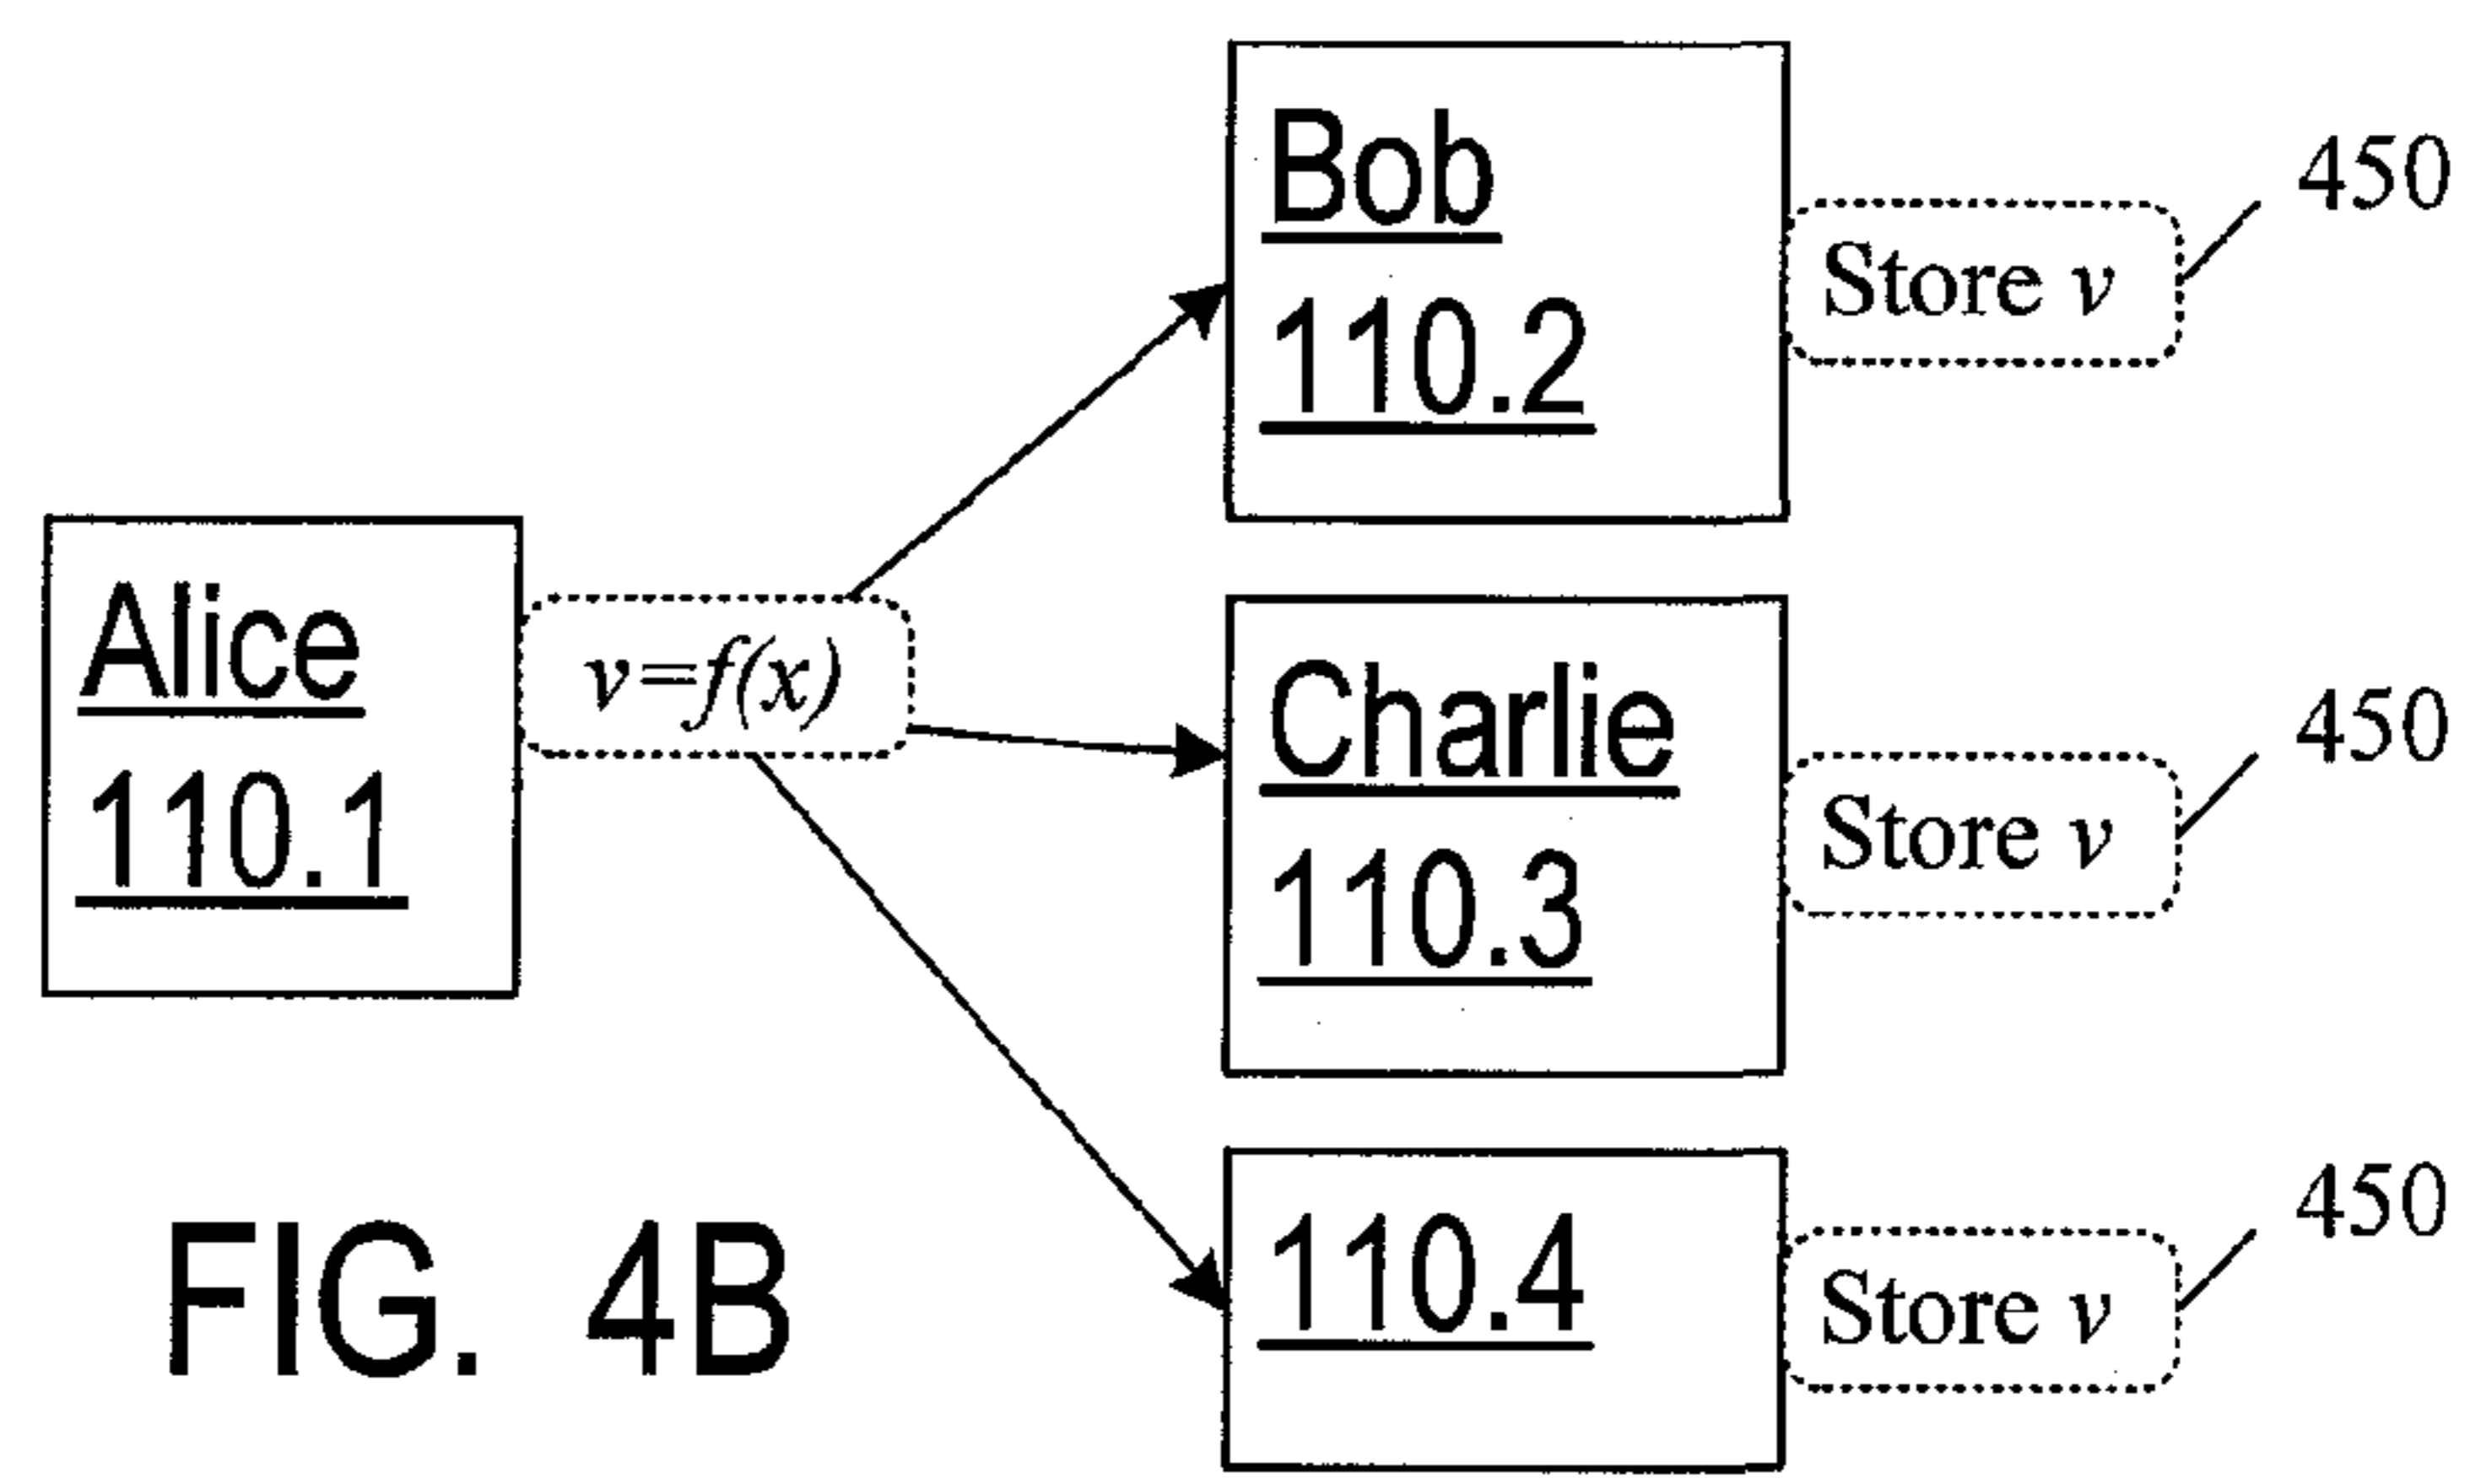 Bob
110.2
Store v
450
Alice
110.1
v=f(x)
Charlie
110.3
Store v
450
110.4
Store v
450
FIG. 4B